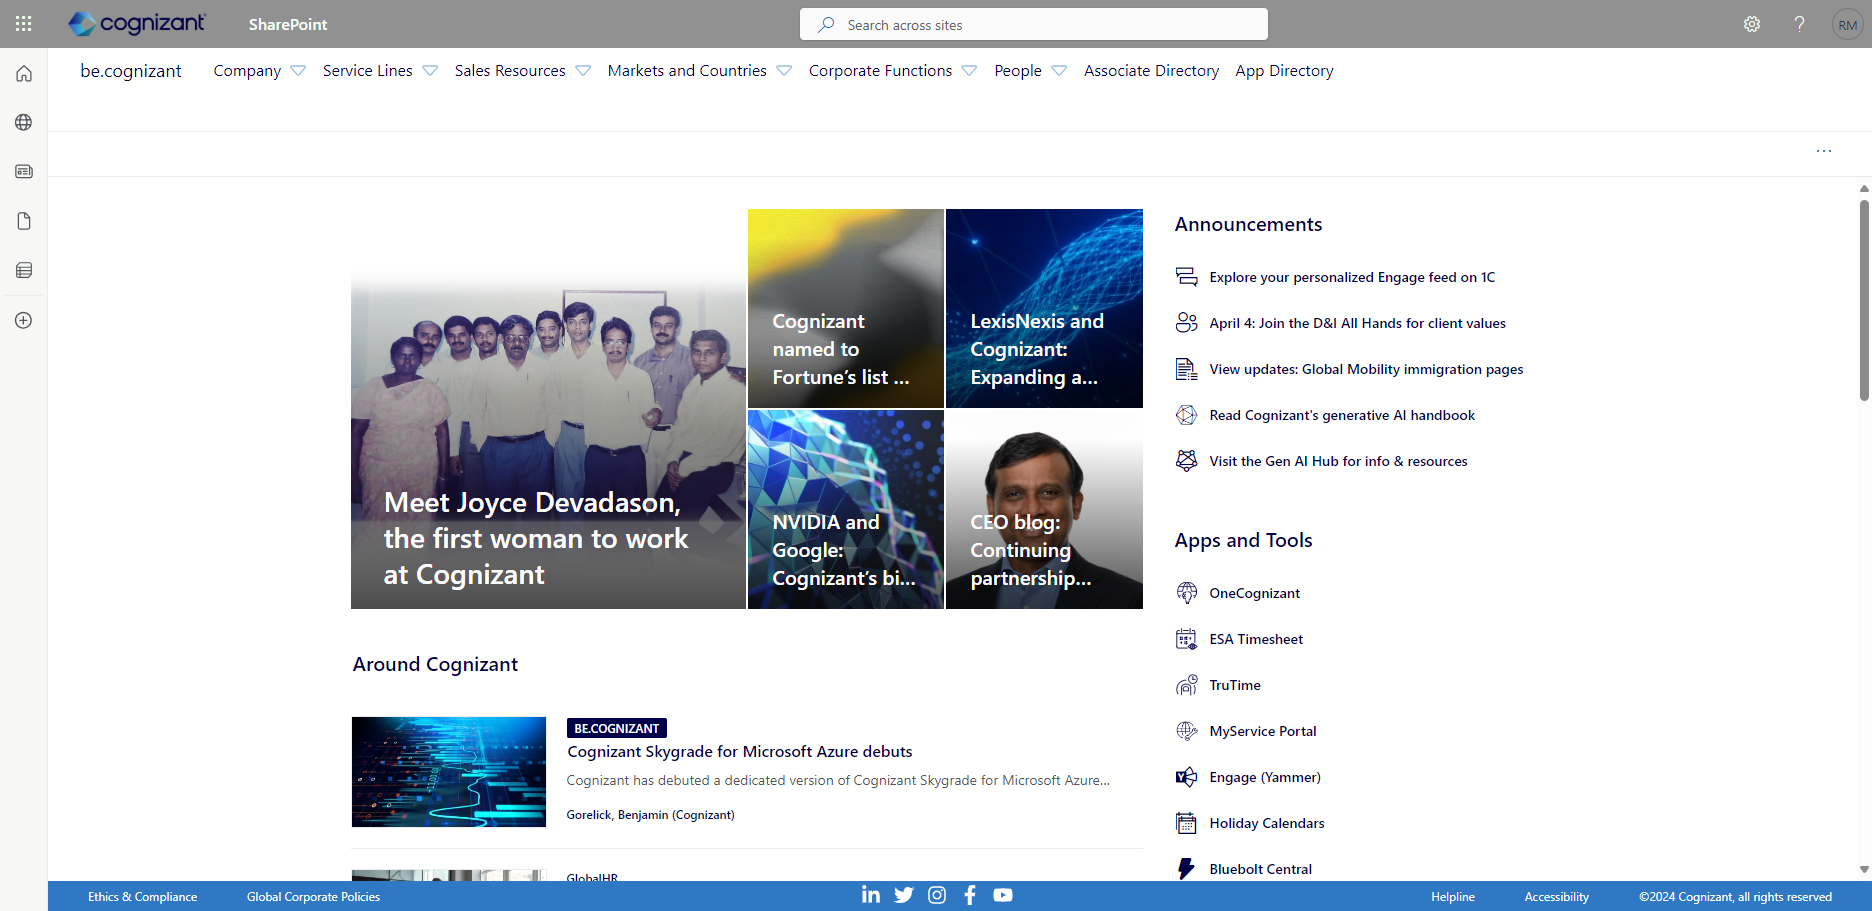 cognizant
SharePoint
Search across sites
RM
be.cognizant
Company
Service Lines
Sales Resources
Markets and Countries
Corporate Functions
People
Associate Directory
App Directory
Meet Joyce Devadason,
the first woman to work
at Cognizant
Cognizant
named to
Fortune’s list ...
LexisNexis and
Cognizant:
Expanding a...
NVIDIA and
Google:
Cognizant’s bi...
CEO blog:
Continuing
partnership...
Announcements
Explore your personalized Engage feed on 1C
April 4: Join the D&I All Hands for client values
View updates: Global Mobility immigration pages
Read Cognizant's generative AI handbook
Visit the Gen AI Hub for info & resources
Apps and Tools
OneCognizant
ESA Timesheet
TruTime
MyService Portal
Engage (Yammer)
Holiday Calendars
Bluebolt Central
Around Cognizant
BE.COGNIZANT
Cognizant Skygrade for Microsoft Azure debuts
Cognizant has debuted a dedicated version of Cognizant Skygrade for Microsoft Azure...
Gorelick, Benjamin (Cognizant)
GlobalHR
Ethics & Compliance
Global Corporate Policies
Helpline
Accessibility
©2024 Cognizant, all rights reserved